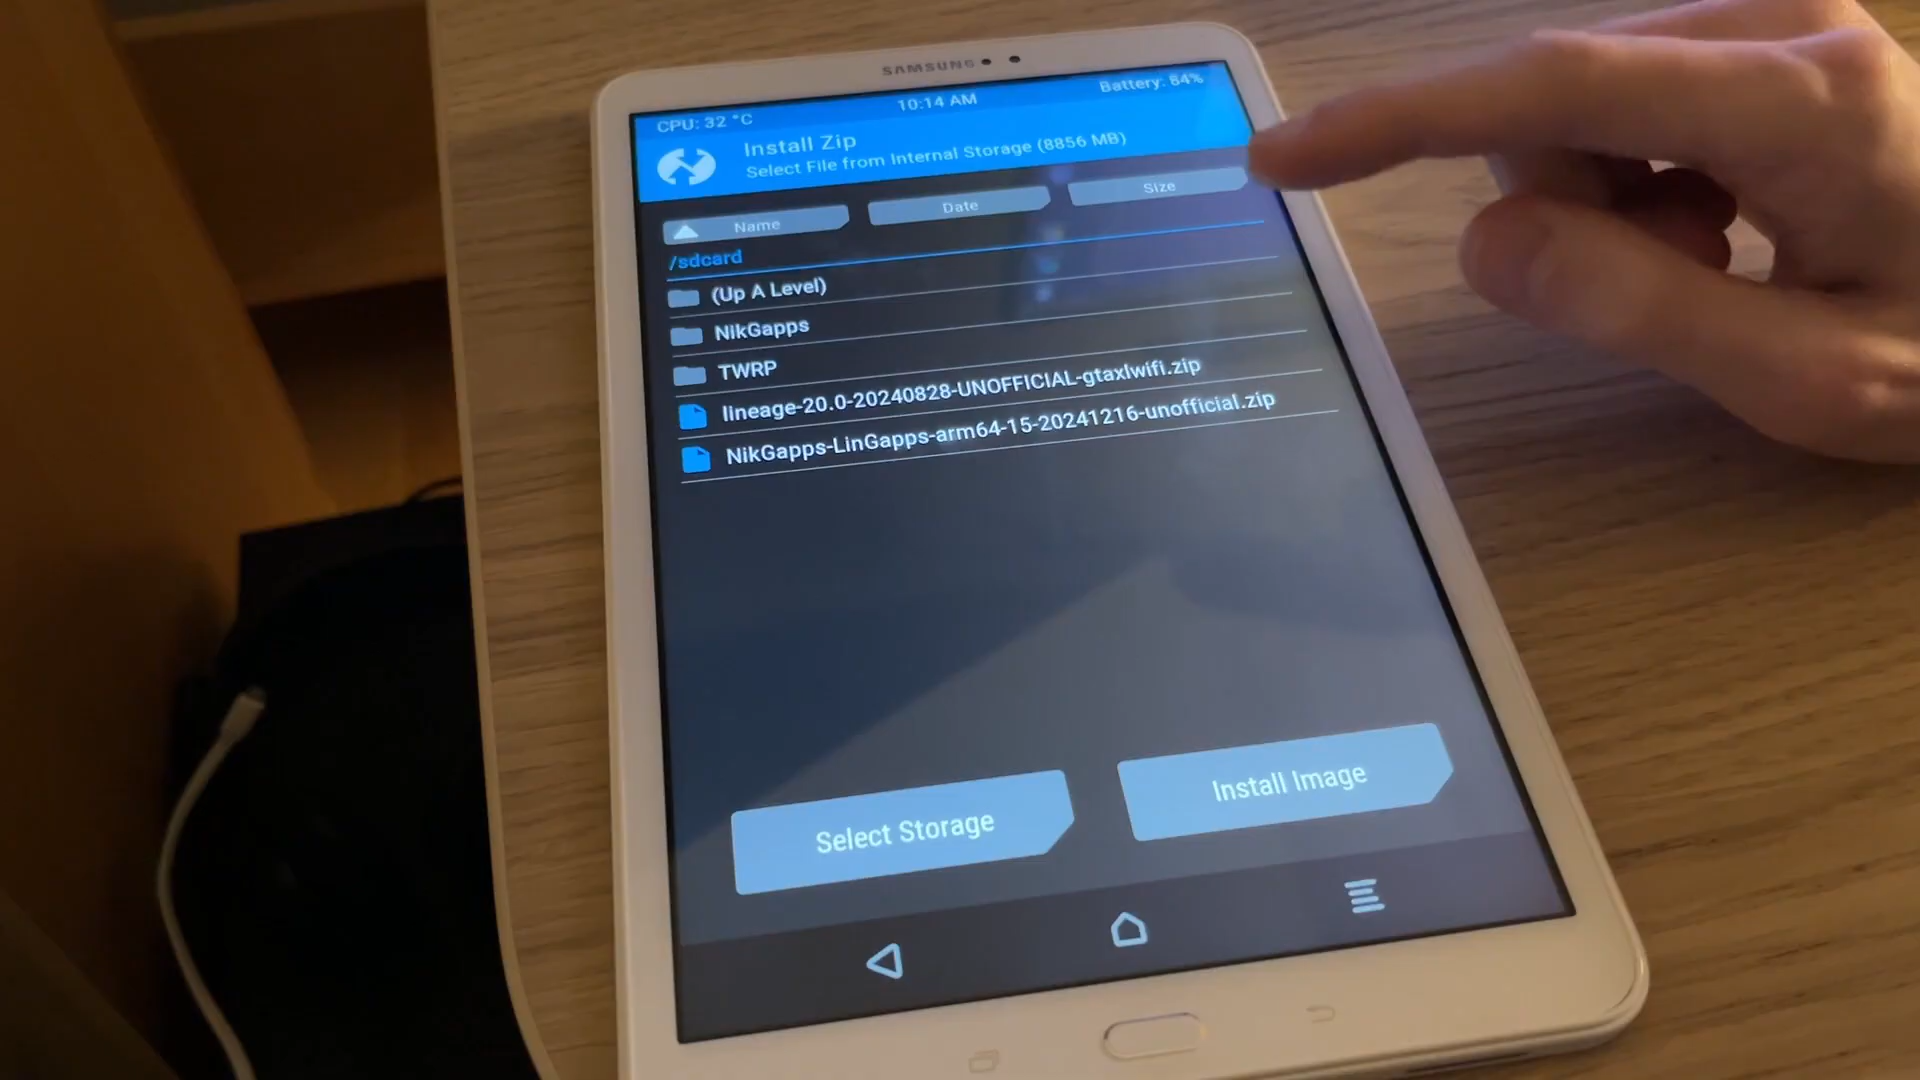 SAMSUNG
CPU: 32 °C
10:14 AM
Battery: 64%
Install Zip
Select File from Internal Storage (8856 MB)
Name
Date
Size
/sdcard
(Up A Level)
NikGapps
TWRP
lineage-20.0-20240828-UNOFFICIAL-gtaxlwifi.zip
NikGapps-LinGapps-arm64-15-20241216-unofficial.zip
Select Storage
Install Image